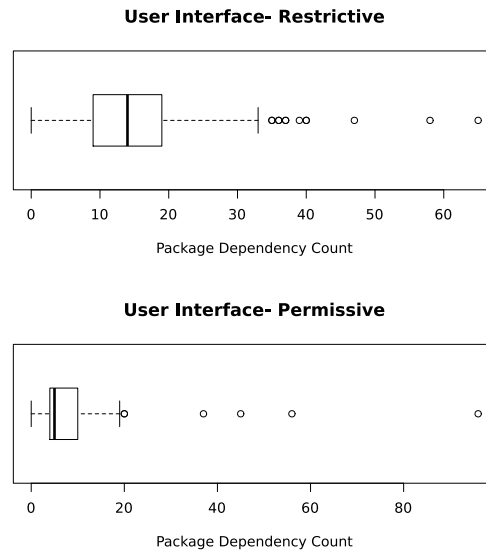 User Interface- Restrictive
0 10 20 30 40 50 60
Package Dependency Count
User Interface- Permissive
0 20 40 60 80
Package Dependency Count